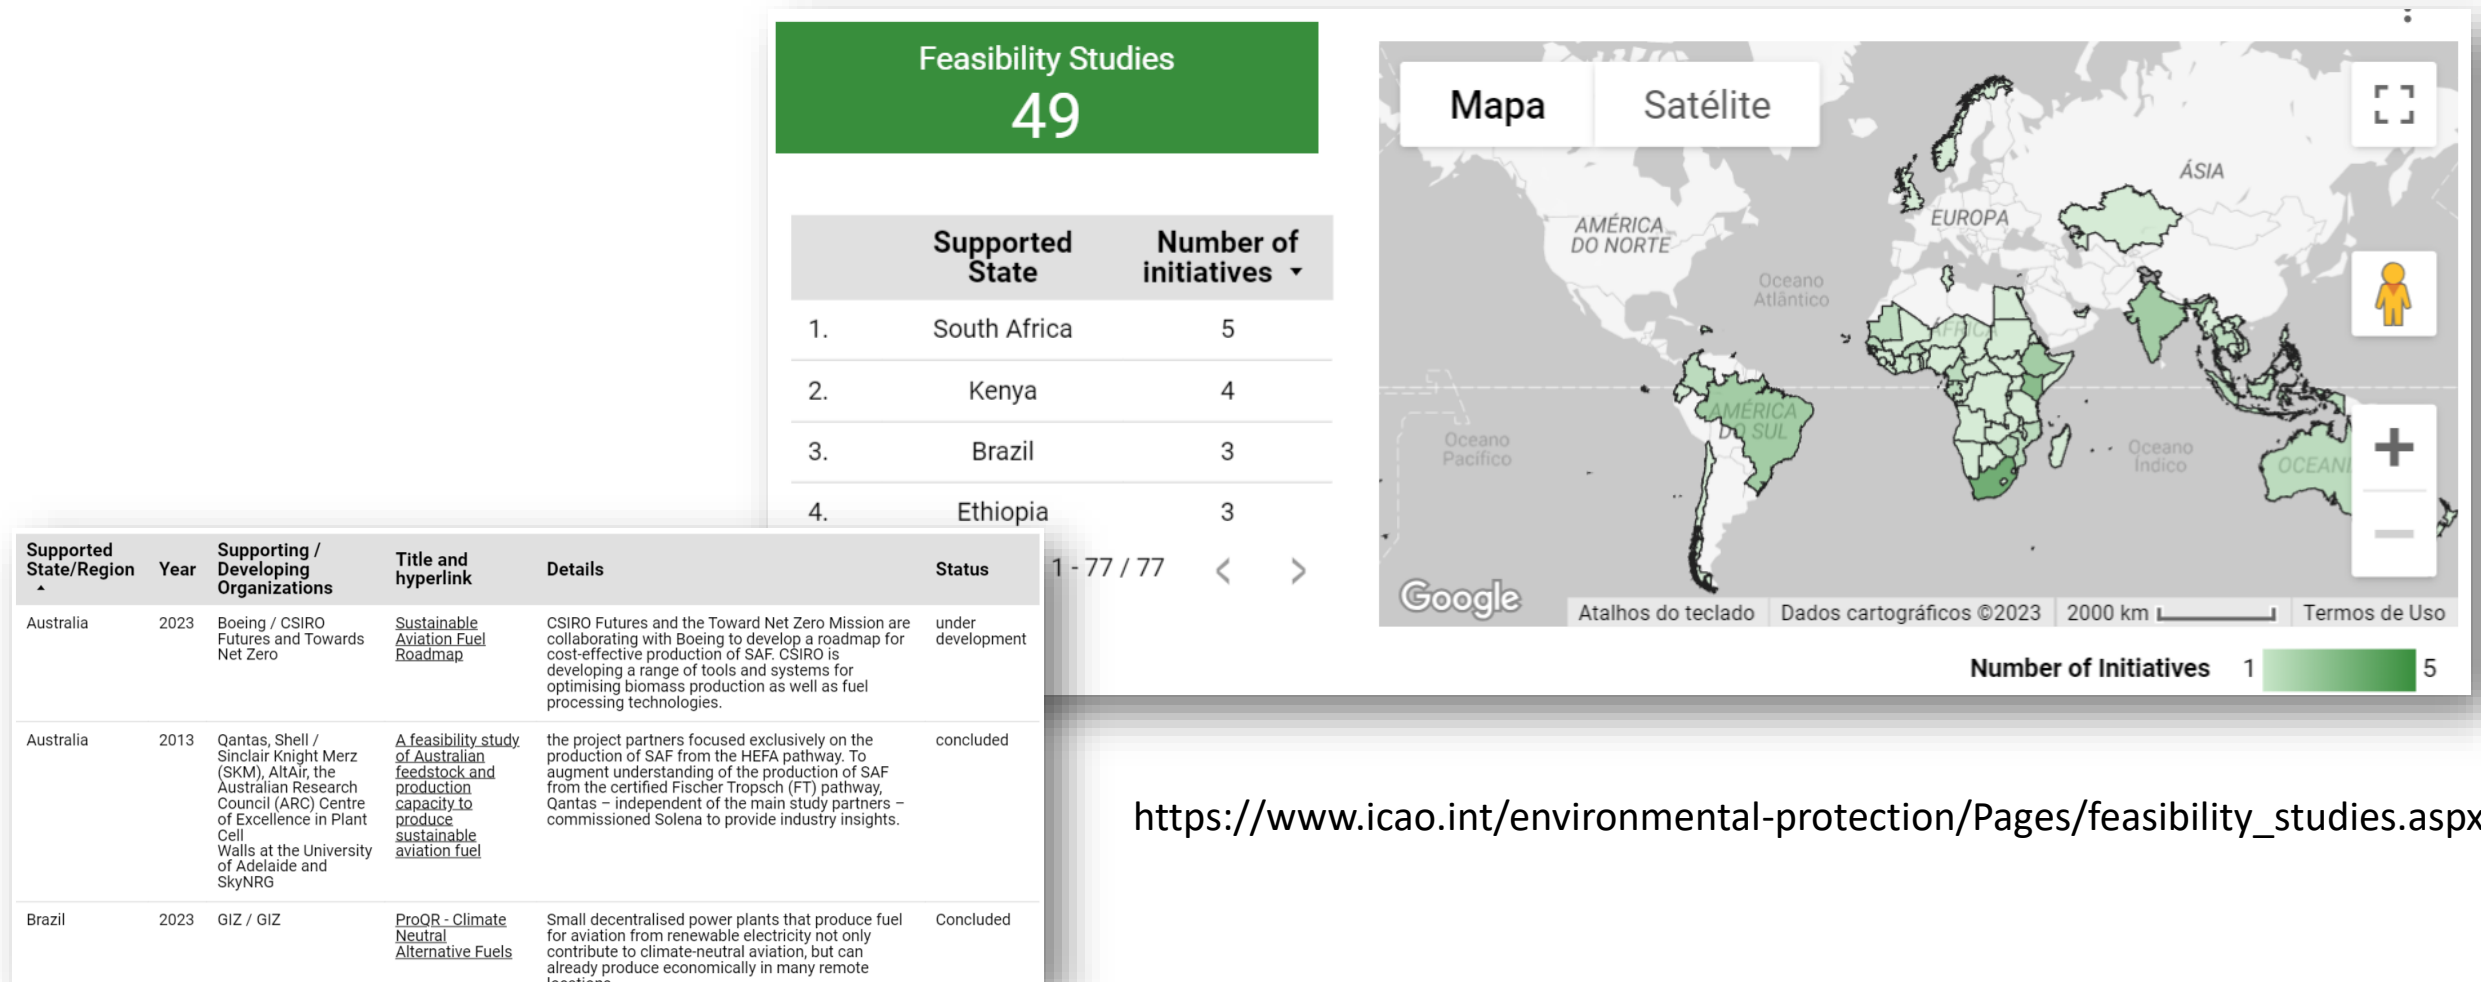 Feasibility Studies
49
Supported State
Number of initiatives
1. South Africa 5
2. Kenya 4
3. Brazil 3
4. Ethiopia 3
1 - 77 / 77
Mapa
Satélite
AMÉRICA
DO NORTE
EUROPA
ÁSIA
Oceano
Atlântico
ÁFRICA
AMÉRICA
DO SUL
Oceano
Pacífico
Oceano
Índico
OCEANI
Google
Atalhos do teclado
Dados cartográficos ©2023
2000 km
Termos de Uso
Number of Initiatives 1 5
Supported
State/Region
Year
Supporting /
Developing
Organizations
Title and
hyperlink
Details
Status
Australia
2023
Boeing / CSIRO
Futures and Towards
Net Zero
Sustainable
Aviation Fuel
Roadmap
CSIRO Futures and the Toward Net Zero Mission are
collaborating with Boeing to develop a roadmap for
cost-effective production of SAF. CSIRO is
developing a range of tools and systems for
optimising biomass production as well as fuel
processing technologies.
under
development
Australia
2013
Qantas, Shell /
Sinclair Knight Merz
(SKM), AltAir, the
Australian Research
Council (ARC) Centre
of Excellence in Plant
Cell
Walls at the University
of Adelaide and
SkyNRG
A feasibility study
of Australian
feedstock and
production
capacity to
produce
sustainable
aviation fuel
the project partners focused exclusively on the
production of SAF from the HEFA pathway. To
augment understanding of the production of SAF
from the certified Fischer Tropsch (FT) pathway,
Qantas – independent of the main study partners –
commissioned Solena to provide industry insights.
concluded
Brazil
2023
GIZ / GIZ
ProQR - Climate
Neutral
Alternative Fuels
Small decentralised power plants that produce fuel
for aviation from renewable electricity not only
contribute to climate-neutral aviation, but can
already produce economically in many remote
Concluded
https://www.icao.int/environmental-protection/Pages/feasibility_studies.aspx